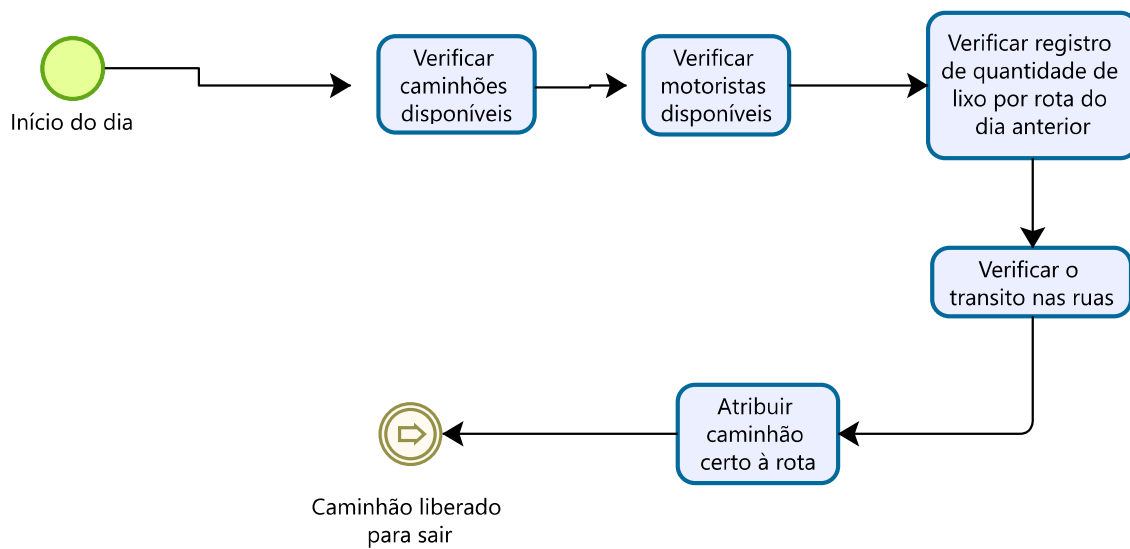 Início do dia
Verificar
caminhões
disponíveis
Verificar
motoristas
disponíveis
Verificar registro
de quantidade de
lixo por rota do
dia anterior
Verificar o
transito nas ruas
Atribuir
caminhão
certo à rota
Caminhão liberado
para sair